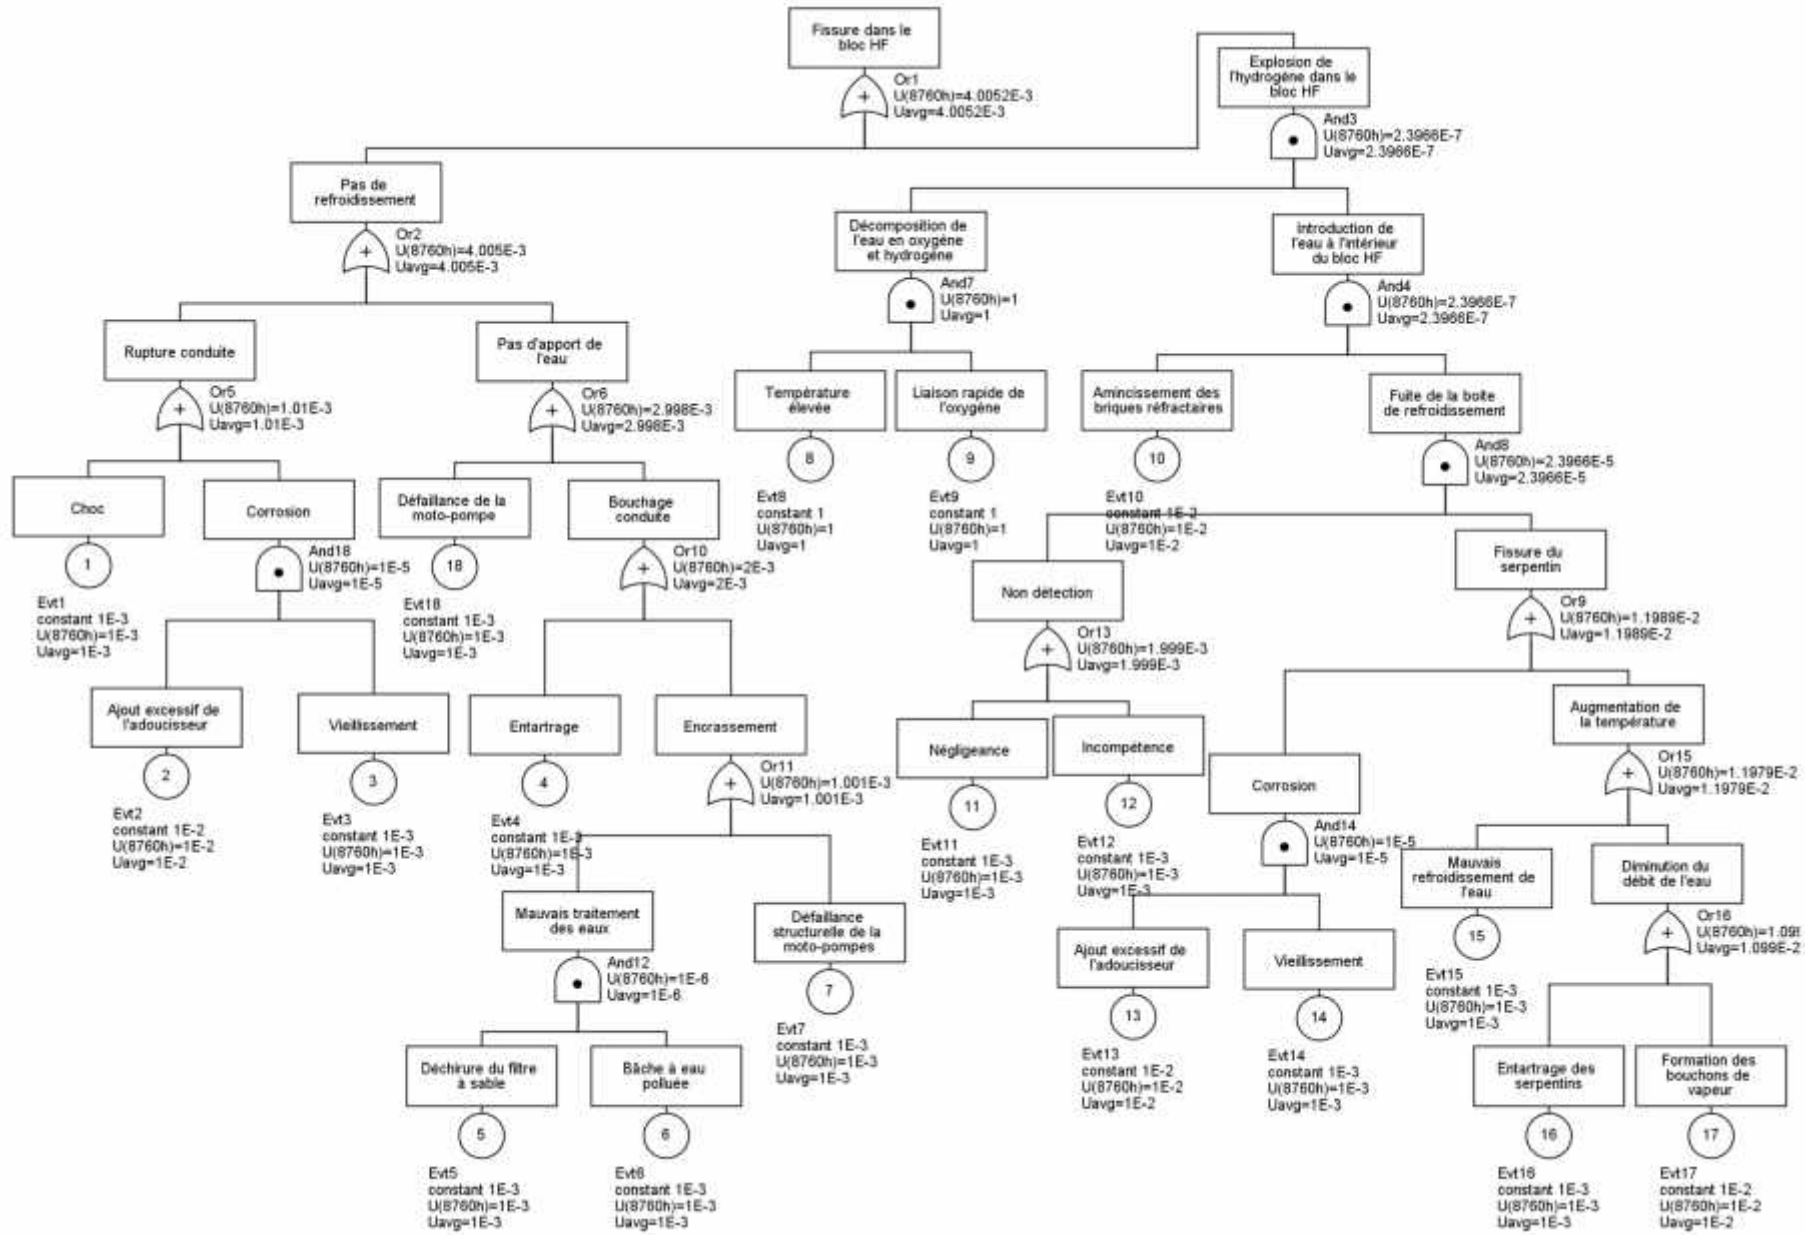 Fissure dans le
bloc HF
Or1
U(8760h)=4.0052E-3
Uavg=4.0052E-3
Explosion de
l'hydrogène dans le
bloc HF
And3
U(8760h)=2.3966E-7
Uavg=2.3966E-7
Pas de
refroidissement
Or2
U(8760h)=4.005E-3
Uavg=4.005E-3
Décomposition de
l'eau en oxygène
et hydrogène
And7
U(8760h)=1
Uavg=1
Introduction de
l'eau à l'intérieur
du bloc HF
And4
U(8760h)=2.3966E-7
Uavg=2.3966E-7
Rupture conduite
Or5
U(8760h)=1.01E-3
Uavg=1.01E-3
Pas d'apport de
l'eau
Or6
U(8760h)=2.998E-3
Uavg=2.998E-3
Température
élevée
8
Evt8
constant 1
U(8760h)=1
Uavg=1
Liaison rapide de
l'oxygène
9
Evt9
constant 1
U(8760h)=1
Uavg=1
Amincissement des
briques réfractaires
10
Evt10
constant 1E-2
U(8760h)=1E-2
Uavg=1E-2
Fuite de la boite
de refroidissement
And8
U(8760h)=2.3966E-5
Uavg=2.3966E-5
Choc
1
Evt1
constant 1E-3
U(8760h)=1E-3
Uavg=1E-3
Corrosion
And18
U(8760h)=1E-5
Uavg=1E-5
Défaillance de la
moto-pompe
18
Evt18
constant 1E-3
U(8760h)=1E-3
Uavg=1E-3
Bouchage
conduite
Or10
U(8760h)=2E-3
Uavg=2E-3
Non détection
Or13
U(8760h)=1.999E-3
Uavg=1.999E-3
Fissure du
serpentin
Or9
U(8760h)=1.1989E-2
Uavg=1.1989E-2
Ajout excessif de
l'adoucisseur
2
Evt2
constant 1E-2
U(8760h)=1E-2
Uavg=1E-2
Vieillissement
3
Evt3
constant 1E-3
U(8760h)=1E-3
Uavg=1E-3
Entartrage
4
Evt4
constant 1E-3
U(8760h)=1E-3
Uavg=1E-3
Encrassement
Or11
U(8760h)=1.001E-3
Uavg=1.001E-3
Négligeance
11
Evt11
constant 1E-3
U(8760h)=1E-3
Uavg=1E-3
Incompétence
12
Evt12
constant 1E-3
U(8760h)=1E-3
Uavg=1E-3
Corrosion
And14
U(8760h)=1E-5
Uavg=1E-5
Augmentation de
la température
Or15
U(8760h)=1.1979E-2
Uavg=1.1979E-2
Mauvais traitement
des eaux
And12
U(8760h)=1E-6
Uavg=1E-6
Défaillance
structurelle de la
moto-pompes
7
Evt7
constant 1E-3
U(8760h)=1E-3
Uavg=1E-3
Ajout excessif de
l'adoucisseur
13
Evt13
constant 1E-2
U(8760h)=1E-2
Uavg=1E-2
Vieillissement
14
Evt14
constant 1E-3
U(8760h)=1E-3
Uavg=1E-3
Mauvais
refroidissement de
l'eau
15
Evt15
constant 1E-3
U(8760h)=1E-3
Uavg=1E-3
Diminution du
débit de l'eau
Or16
U(8760h)=1.09
Uavg=1.099E-2
Déchirure du filtre
à sable
5
Evt5
constant 1E-3
U(8760h)=1E-3
Uavg=1E-3
Bâche à eau
polluée
6
Evt6
constant 1E-3
U(8760h)=1E-3
Uavg=1E-3
Entartrage des
serpentins
16
Evt16
constant 1E-3
U(8760h)=1E-3
Uavg=1E-3
Formation des
bouchons de
vapeur
17
Evt17
constant 1E-2
U(8760h)=1E-2
Uavg=1E-2